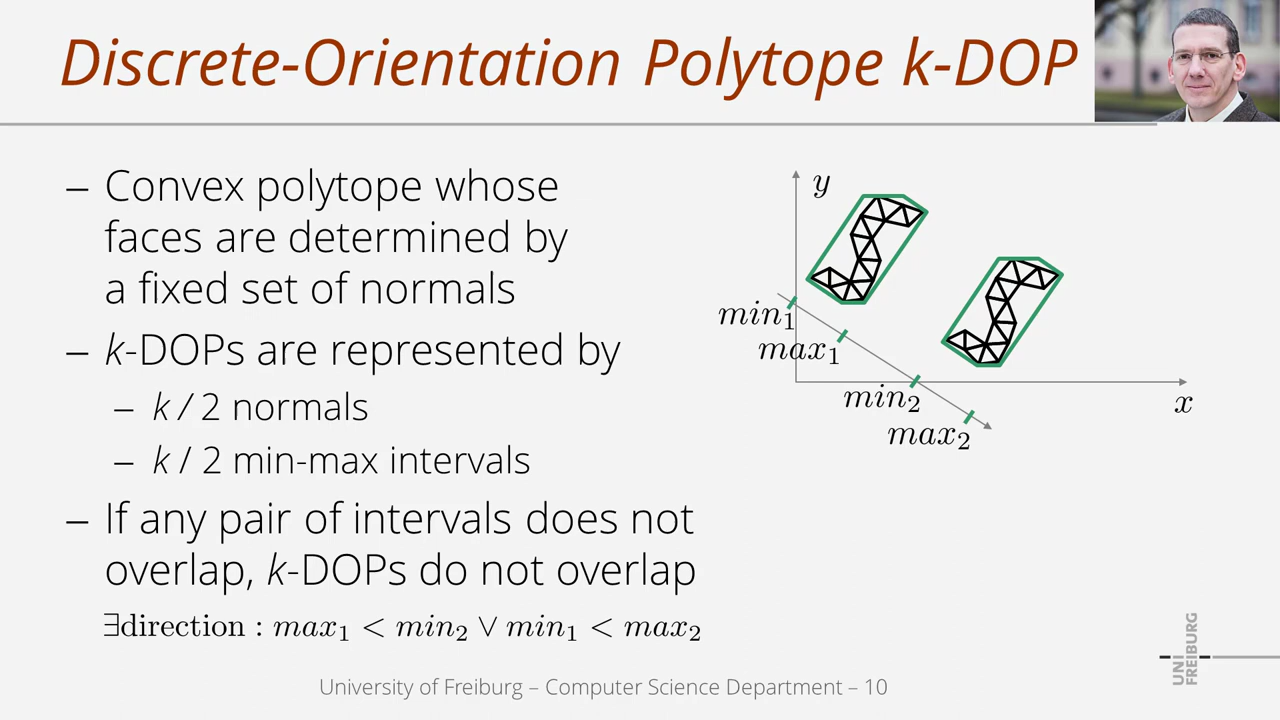 Discrete-Orientation Polytope k-DOP
– Convex polytope whose
faces are determined by
a fixed set of normals
– k-DOPs are represented by
– k / 2 normals
– k / 2 min-max intervals
– If any pair of intervals does not
overlap, k-DOPs do not overlap
∃direction : max₁ < min₂ ∨ min₁ < max₂
y
min₁
max₁
min₂
max₂
x
University of Freiburg – Computer Science Department – 10
UNI
FREIBURG